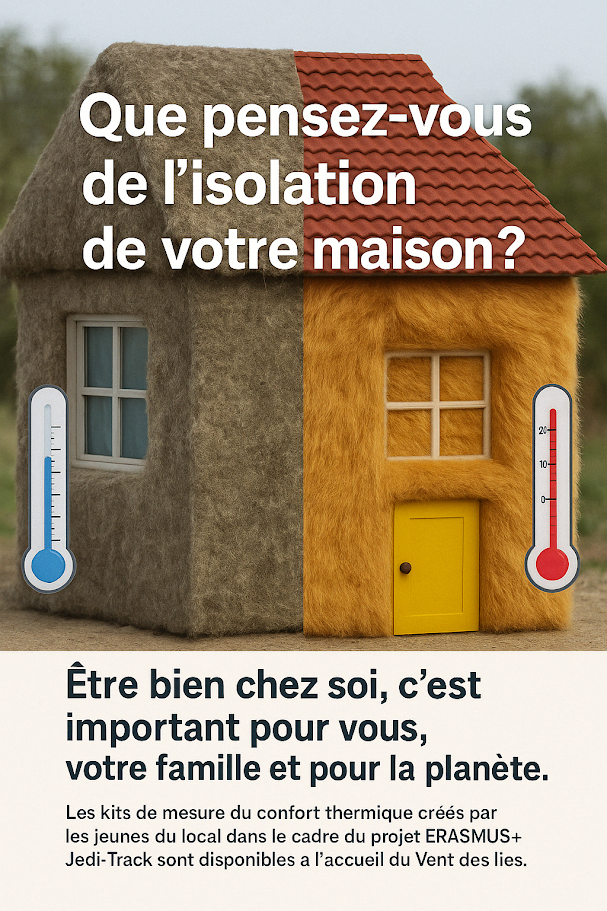 Que pensez-vous
de l’isolation
de votre maison?
20
10
0
Être bien chez soi, c’est
important pour vous,
votre famille et pour la planète.
Les kits de mesure du confort thermique créés par
les jeunes du local dans le cadre du projet ERASMUS+
Jedi-Track sont disponibles a l’accueil du Vent des lies.